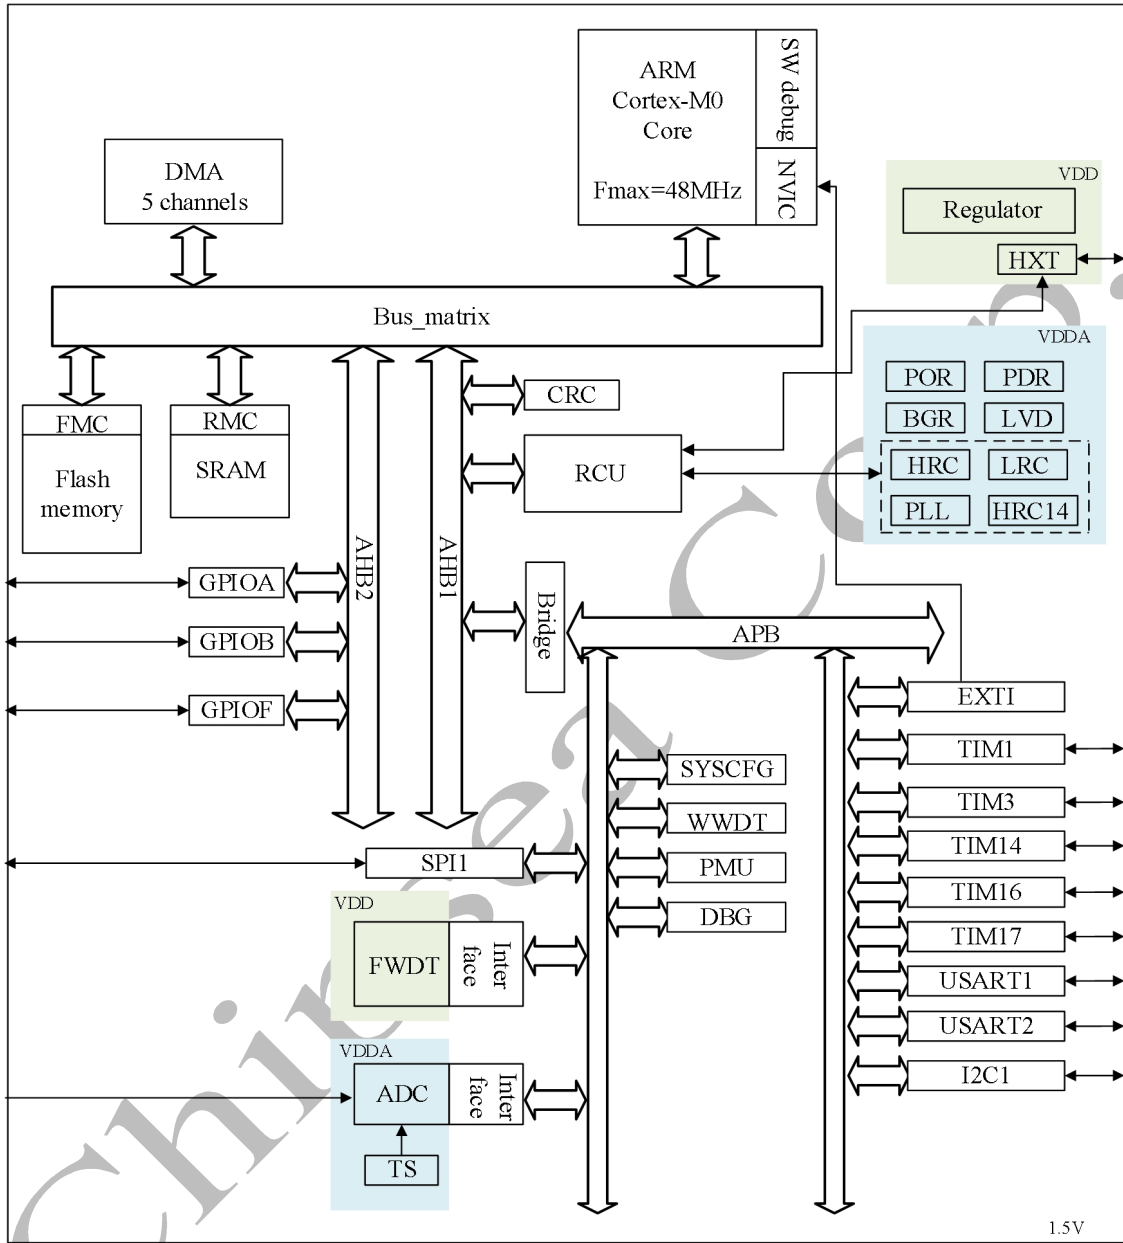 ARM
Cortex-M0
Core
Fmax=48MHz
SW debug
NVIC
DMA
5 channels
VDD
Regulator
HXT
Bus_matrix
VDDA
POR
PDR
BGR
LVD
HRC
LRC
PLL
HRC14
CRC
FMC
Flash
memory
RMC
SRAM
RCU
AHB2
AHB1
Bridge
APB
GPIOA
GPIOB
GPIOF
EXTI
TIM1
TIM3
TIM14
TIM16
TIM17
USART1
USART2
I2C1
SYSCFG
WWDT
PMU
DBG
SPI1
VDD
FWDT
Inter
face
VDDA
ADC
Inter
face
TS
1.5V